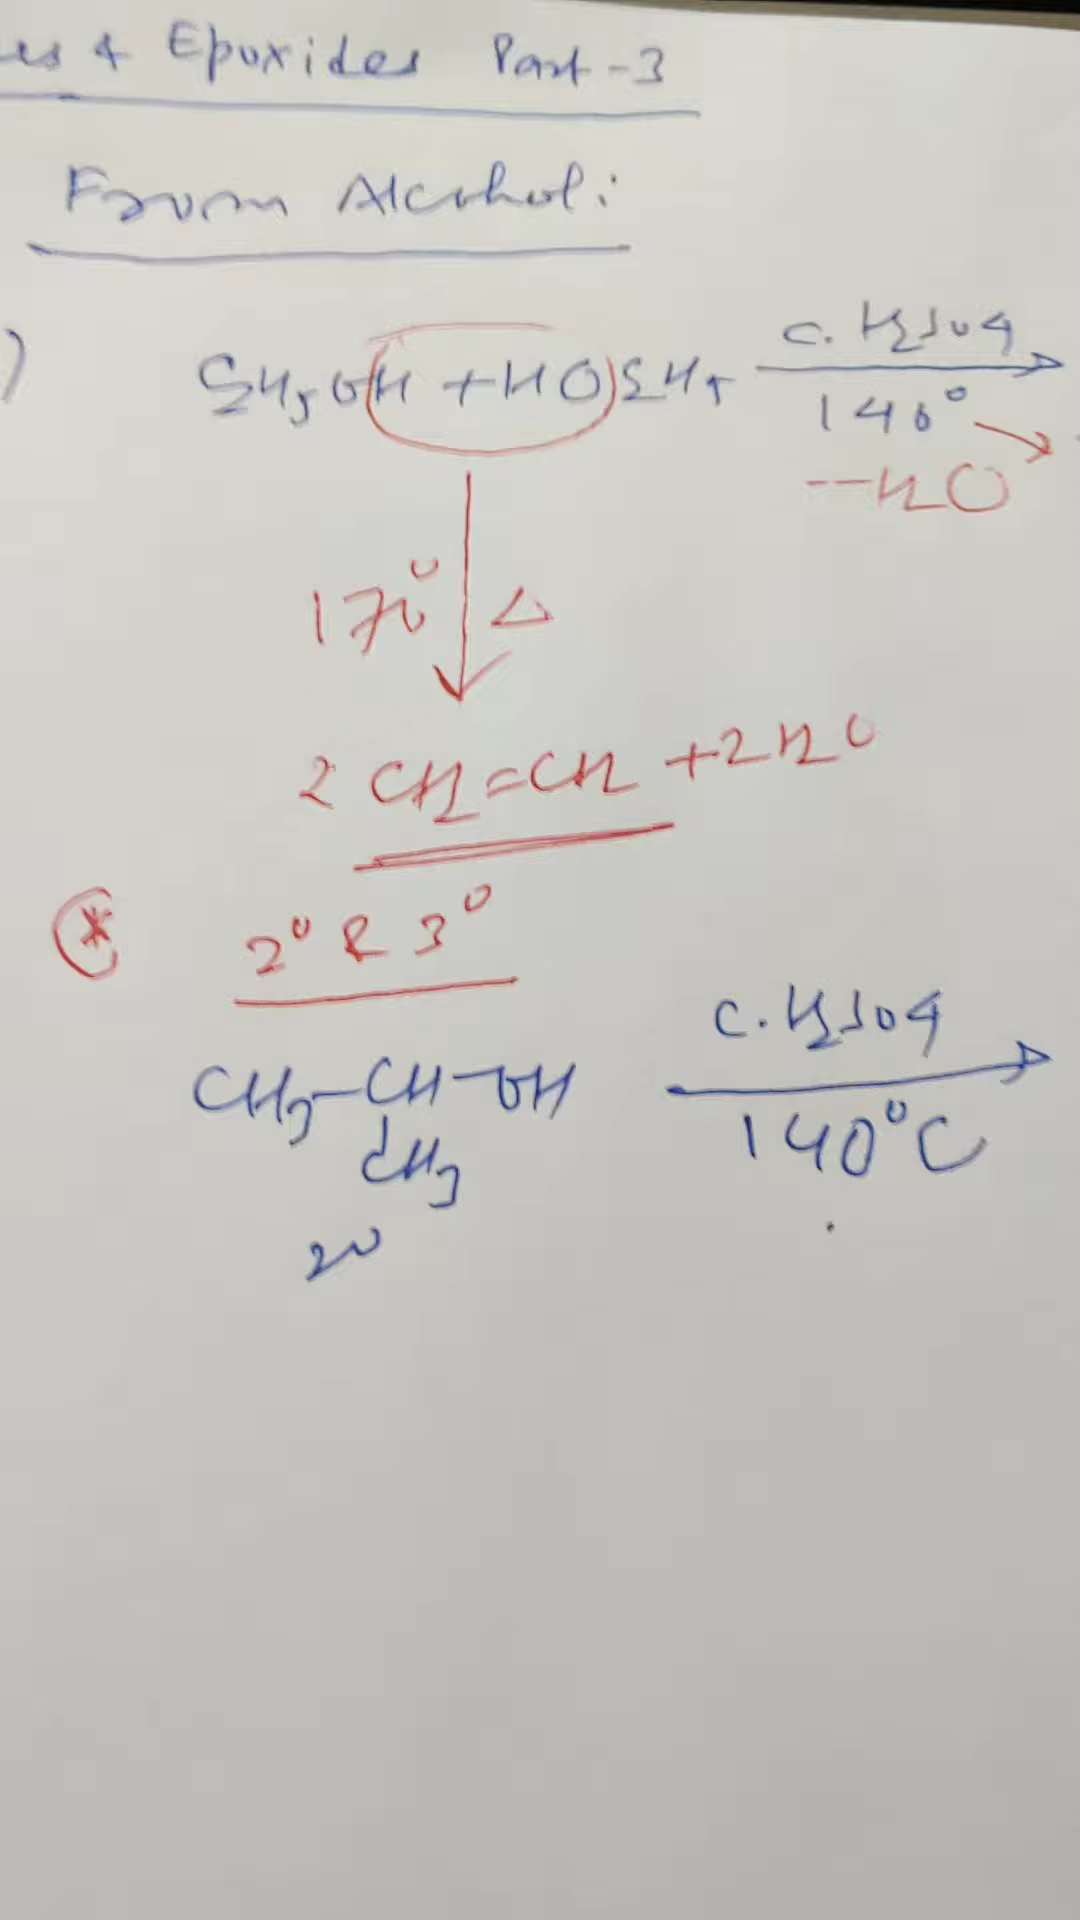 es & Epoxides Part-3
From Alcohol:
) C2H5OH + HOC2H5 c. H2SO4
140°
--H2O
170° Δ
2 CH2=CH2 + 2H2O
* 2° & 3°
CH3-CH-OH c. H2SO4
CH3 140°C
2°